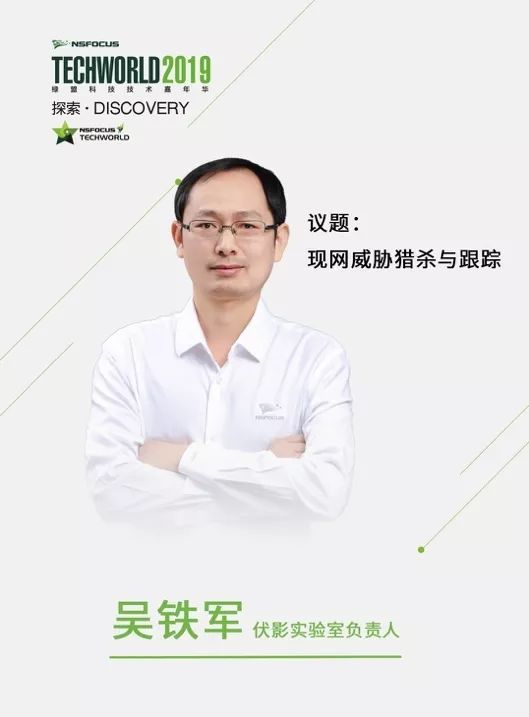 NSFOCUS
TECHWORLD2019
绿盟科技技术嘉年华
探索·DISCOVERY
NSFOCUS
TECHWORLD
议题：
现网威胁猎杀与跟踪
NSFOCUS
吴铁军 伏影实验室负责人